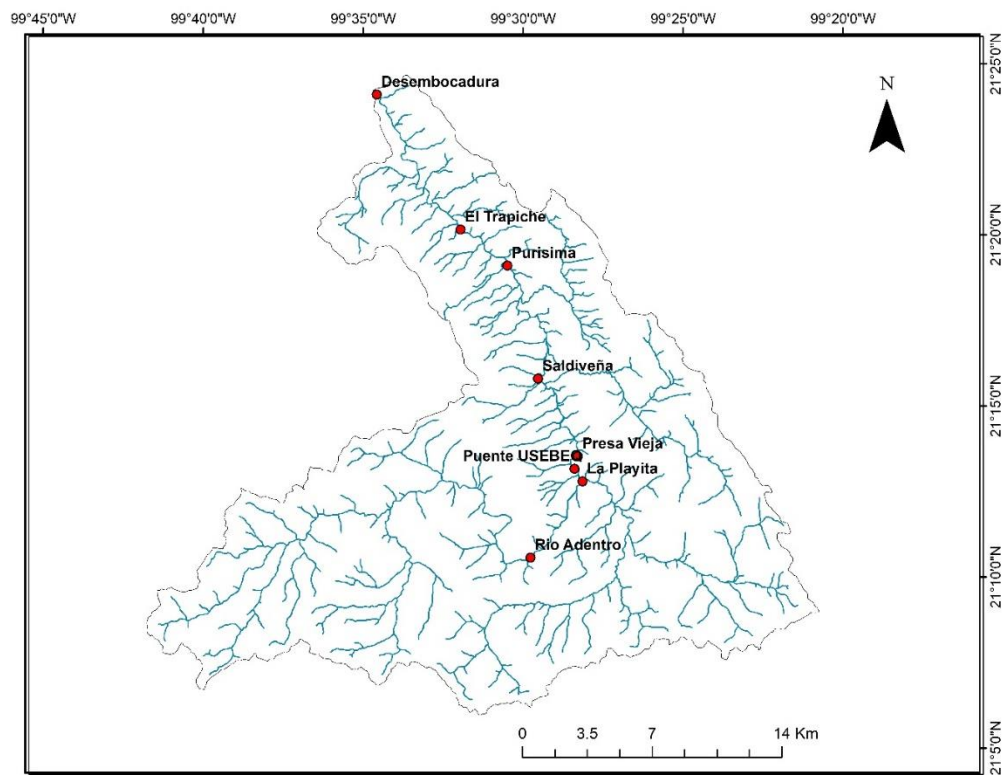 99°45'0"W
99°40'0"W
99°35'0"W
99°30'0"W
99°25'0"W
99°20'0"W
21°25'0"N
Desembocadura
N
El Trapiche
21°20'0"N
Purisima
Saldiveña
21°15'0"N
Presa Vieja
Puente USEBE
La Playita
Rio Adentro
21°10'0"N
0 3.5 7 14 Km
21°5'0"N